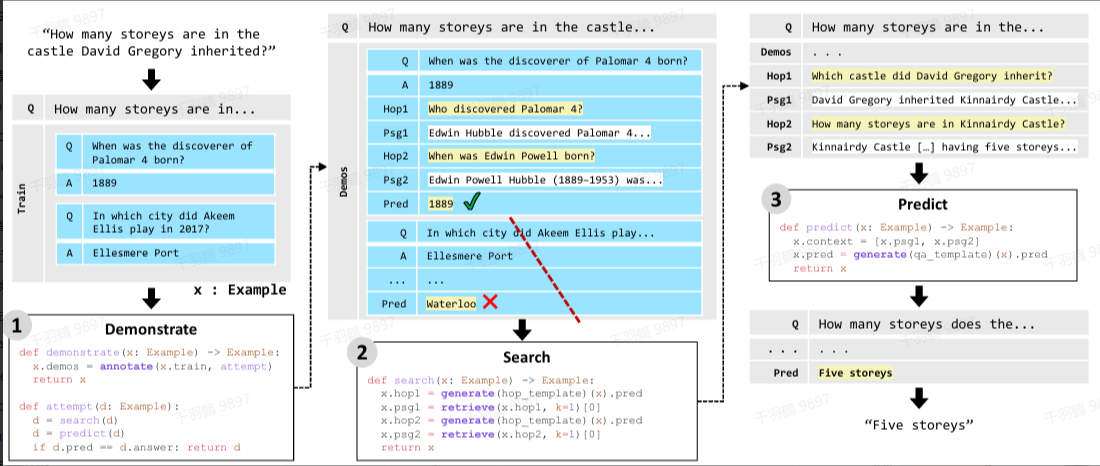 “How many storeys are in the
castle David Gregory inherited?”
Q How many storeys are in...
Train
Q When was the discoverer of
Palomar 4 born?
A 1889
Q In which city did Akeem
Ellis play in 2017?
A Ellesmere Port
x : Example
1
Demonstrate
def demonstrate(x: Example) -> Example:
x.demos = annotate(x.train, attempt)
return x
def attempt(d: Example):
d = search(d)
d = predict(d)
if d.pred == d.answer: return d
Q How many storeys are in the castle...
Demos
Q When was the discoverer of Palomar 4 born?
A 1889
Hop1 Who discovered Palomar 4?
Psg1 Edwin Hubble discovered Palomar 4...
Hop2 When was Edwin Powell born?
Psg2 Edwin Powell Hubble (1889–1953) was...
Pred 1889
Q In which city did Akeem Ellis play...
A Ellesmere Port
... ...
Pred Waterloo
2
Search
def search(x: Example) -> Example:
x.hop1 = generate(hop_template)(x).pred
x.psg1 = retrieve(x.hop1, k=1)[0]
x.hop2 = generate(hop_template)(x).pred
x.psg2 = retrieve(x.hop2, k=1)[0]
return x
Q How many storeys are in the...
Demos . . .
Hop1 Which castle did David Gregory inherit?
Psg1 David Gregory inherited Kinnairdy Castle...
Hop2 How many storeys are in Kinnairdy Castle?
Psg2 Kinnairdy Castle […] having five storeys...
3
Predict
def predict(x: Example) -> Example:
x.context = [x.psg1, x.psg2]
x.pred = generate(qa_template)(x).pred
return x
Q How many storeys does the...
. . . . . .
Pred Five storeys
“Five storeys”
千羽鶴 9897